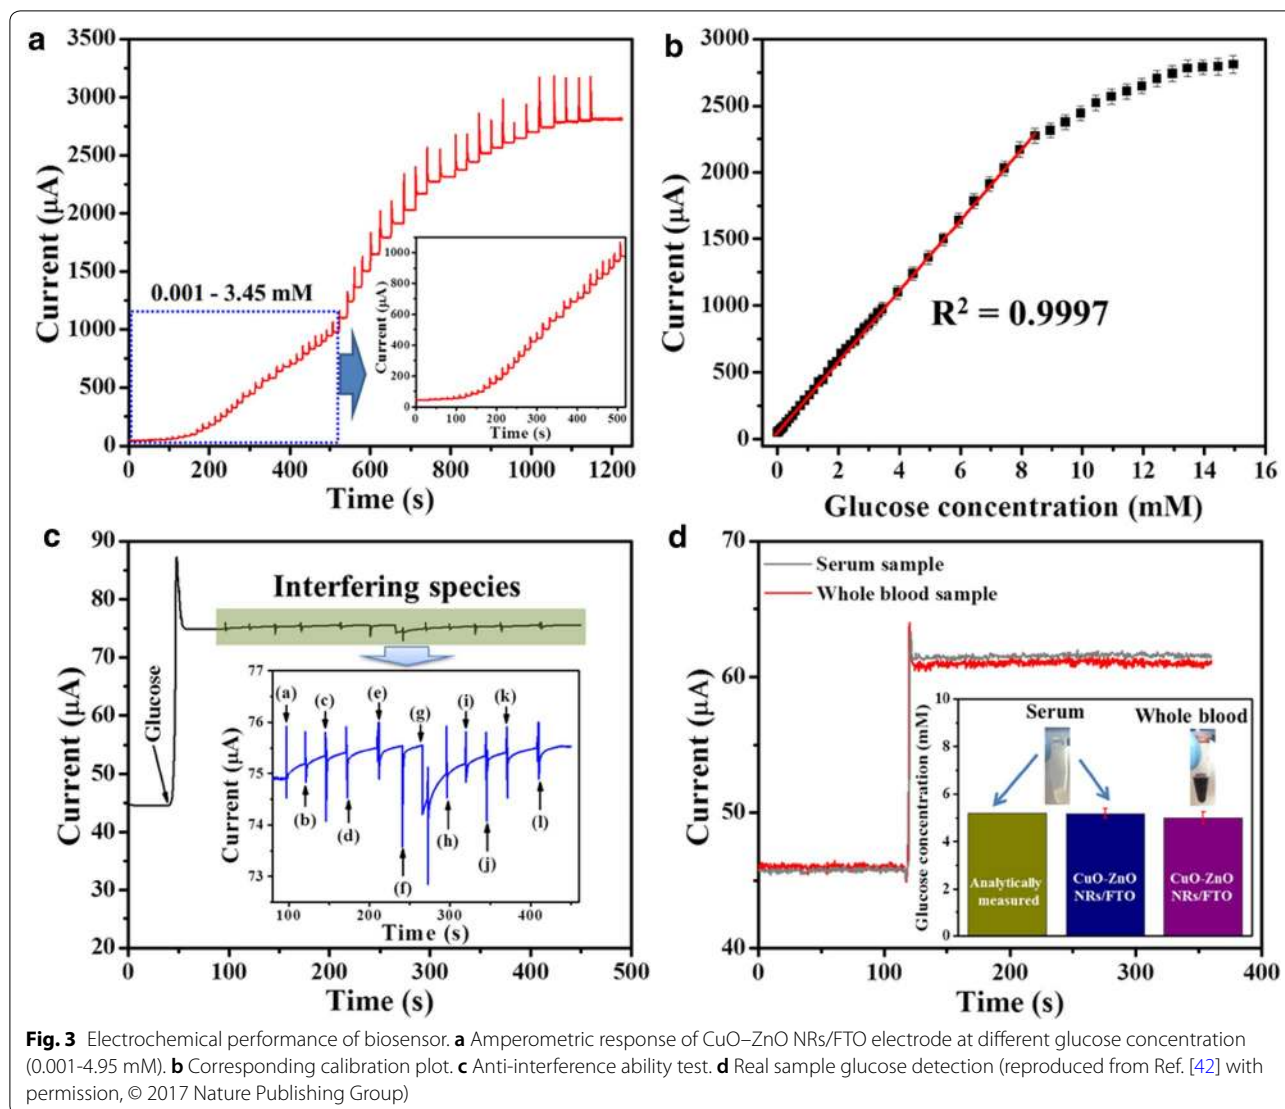 a
3500
3000
2500
2000
1500
1000
500
0
Current (μA)
0.001 - 3.45 mM
0 200 400 600 800 1000 1200
Time (s)
1000
800
600
400
200
0
Current (μA)
0 100 200 300 400 500
Time (s)
b
3000
2500
2000
1500
1000
500
0
Current (μA)
R² = 0.9997
0 2 4 6 8 10 12 14 16
Glucose concentration (mM)
c
90
80
70
60
50
40
30
20
Current (μA)
Interfering species
Glucose
77
76
75
74
73
Current (μA)
(a) (c) (e) (g) (i) (k)
(b) (d) (f) (h) (j) (l)
100 200 300 400
Time (s)
0 100 200 300 400 500
Time (s)
d
70
60
50
40
Current (μA)
Serum sample
Whole blood sample
10
8
6
4
2
0
Glucose concentration (mM)
Serum
Whole blood
Analytically
measured
CuO-ZnO
NRs/FTO
CuO-ZnO
NRs/FTO
0 100 200 300 400
Time (s)
Fig. 3 Electrochemical performance of biosensor. a Amperometric response of CuO–ZnO NRs/FTO electrode at different glucose concentration
(0.001-4.95 mM). b Corresponding calibration plot. c Anti-interference ability test. d Real sample glucose detection (reproduced from Ref. [42] with
permission, © 2017 Nature Publishing Group)